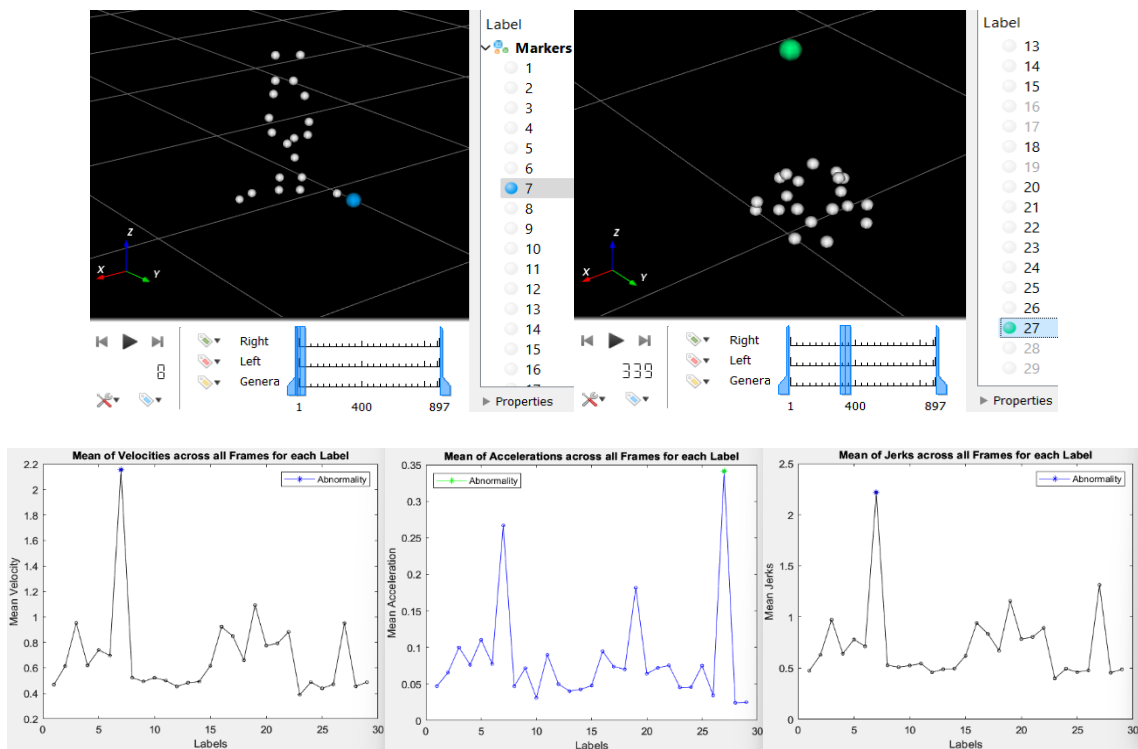 Label
Markers
1
2
3
4
5
6
7
8
9
10
11
12
13
14
15
16
Properties
Z
X
Y
0
Right
Left
Genera
1 400 897
Label
13
14
15
16
17
18
19
20
21
22
23
24
25
26
27
28
29
Properties
Z
X
Y
339
Right
Left
Genera
1 400 897
Mean of Velocities across all Frames for each Label
Abnormality
Mean Velocity
2.2
2
1.8
1.6
1.4
1.2
1
0.8
0.6
0.4
0.2
0 5 10 15 20 25 30
Labels
Mean of Accelerations across all Frames for each Label
Abnormality
Mean Acceleration
0.35
0.3
0.25
0.2
0.15
0.1
0.05
0
0 5 10 15 20 25 30
Labels
Mean of Jerks across all Frames for each Label
Abnormality
Mean Jerks
2.5
2
1.5
1
0.5
0
0 5 10 15 20 25 30
Labels